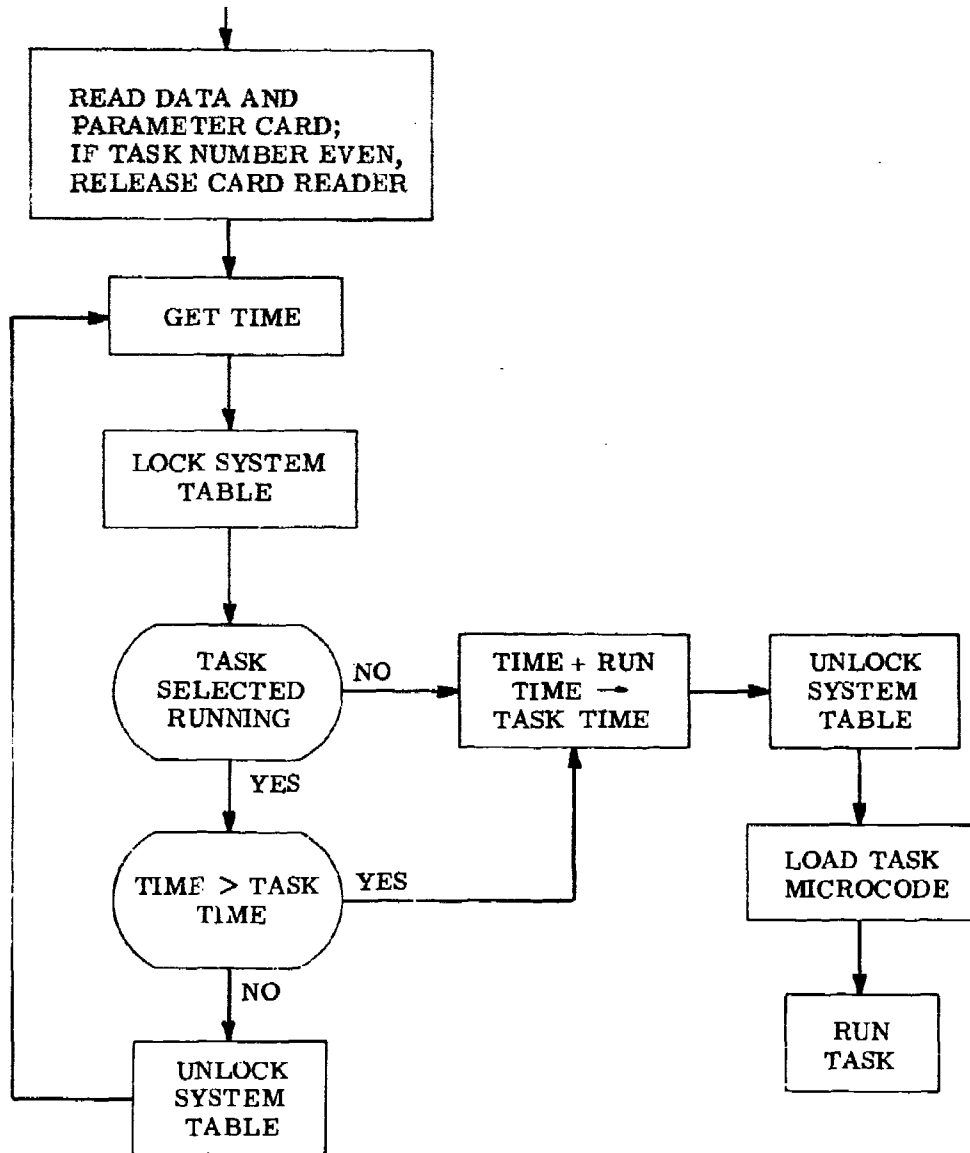 READ DATA AND
PARAMETER CARD;
IF TASK NUMBER EVEN,
RELEASE CARD READER
GET TIME
LOCK SYSTEM
TABLE
TASK
SELECTED
RUNNING
NO
YES
TIME + RUN
TIME →
TASK TIME
UNLOCK
SYSTEM
TABLE
TIME > TASK
TIME
YES
NO
LOAD TASK
MICROCODE
UNLOCK
SYSTEM
TABLE
RUN
TASK